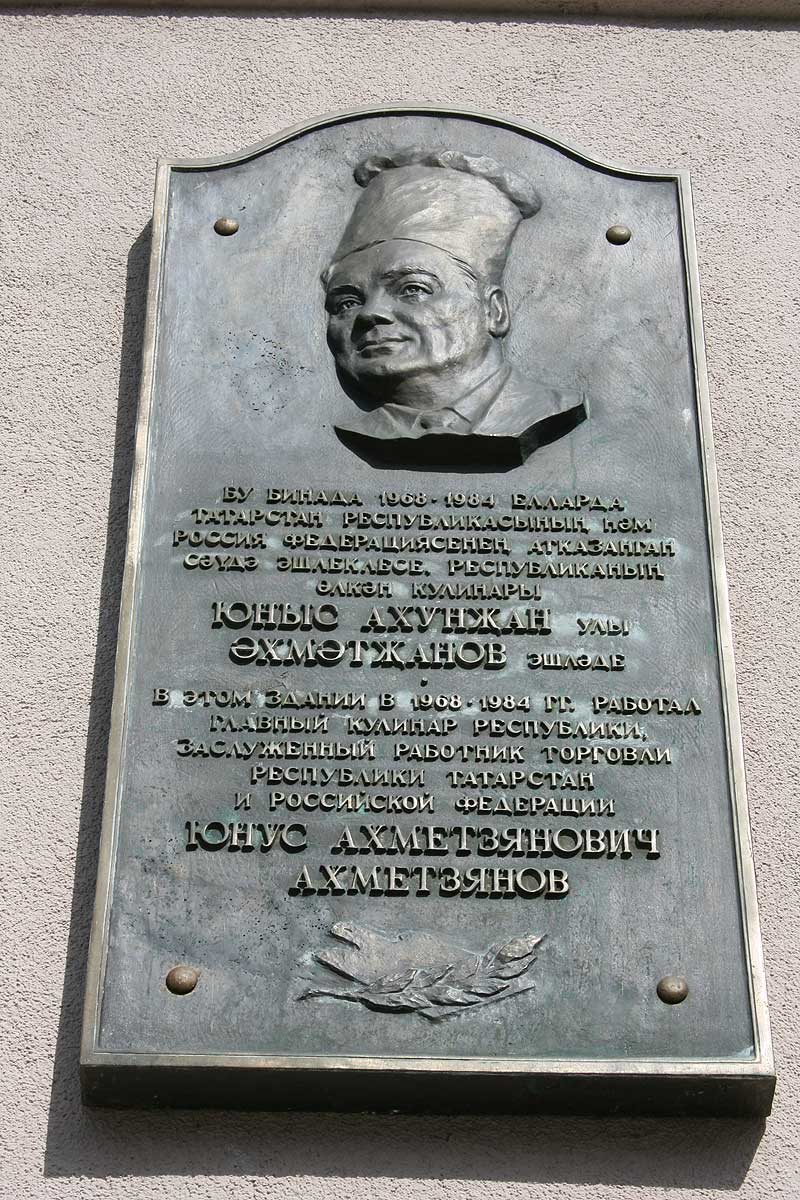 БУ БИНАДА 1968 - 1984 ЕЛЛАРДА
ТАТАРСТАН РЕСПУБЛИКАСЫНЫҢ ҺӘМ
РОССИЯ ФЕДЕРАЦИЯСЕНЕҢ АТКАЗАНГАН
СӘҮДӘ ЭШЛЕКЛЕСЕ, РЕСПУБЛИКАНЫҢ
ӨЛКӘН КУЛИНАРЫ
ЮНЫС АХУНҖАН УЛЫ
ӘХМӘТҖАНОВ ЭШЛӘДЕ
В ЭТОМ ЗДАНИИ В 1968 - 1984 ГГ. РАБОТАЛ
ГЛАВНЫЙ КУЛИНАР РЕСПУБЛИКИ,
ЗАСЛУЖЕННЫЙ РАБОТНИК ТОРГОВЛИ
РЕСПУБЛИКИ ТАТАРСТАН
И РОССИЙСКОЙ ФЕДЕРАЦИИ
ЮНУС АХМЕТЗЯНОВИЧ
АХМЕТЗЯНОВ